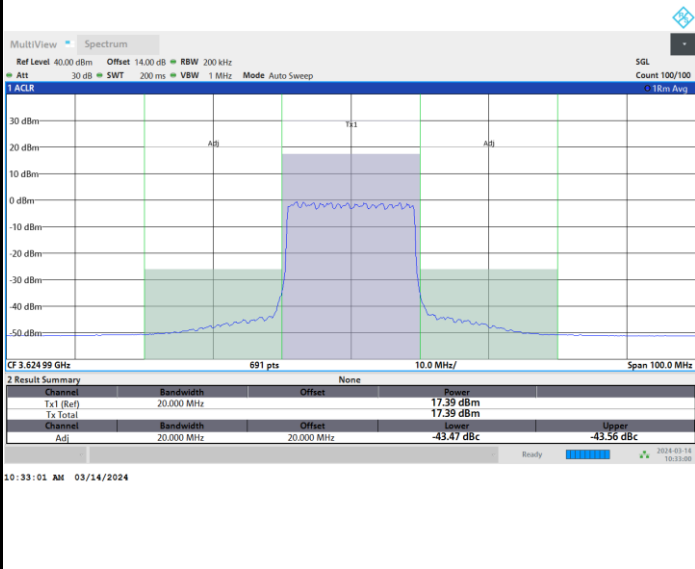 MultiView Spectrum
Ref Level 40.00 dBm Offset 14.00 dB RBW 200 kHz SGL
Att 30 dB SWT 200 ms VBW 1 MHz Mode Auto Sweep Count 100/100
1 ACLR 1Rm Avg
30 dBm
Tx1
20 dBm
Adj Adj
10 dBm
0 dBm
-10 dBm
-20 dBm
-30 dBm
-40 dBm
-50 dBm
CF 3.624 99 GHz 691 pts 10.0 MHz/ Span 100.0 MHz
2 Result Summary None
Channel Bandwidth Offset Power
Tx1 (Ref) 20.000 MHz 17.39 dBm
Tx Total 17.39 dBm
Channel Bandwidth Offset Lower Upper
Adj 20.000 MHz 20.000 MHz -43.47 dBc -43.56 dBc
Ready 2024-03-14
10:33:00
10:33:01 AM 03/14/2024